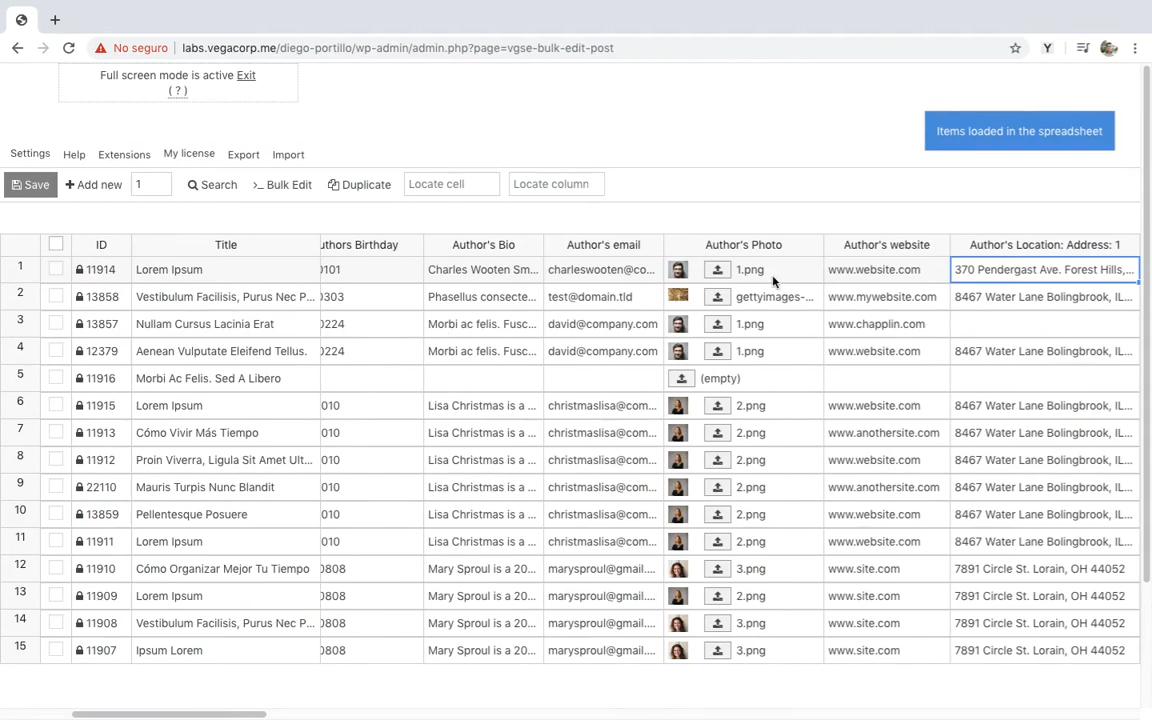 No seguro labs.vegacorp.me/diego-portillo/wp-admin/admin.php?page=vgse-bulk-edit-post Y
Full screen mode is active Exit
( ? )
Items loaded in the spreadsheet
Settings Help Extensions My license Export Import
Save Add new 1 Search Bulk Edit Duplicate Locate cell Locate column
ID Title uthors Birthday Author's Bio Author's email Author's Photo Author's website Author's Location: Address: 1
1 11914 Lorem Ipsum 0101 Charles Wooten Sm... charleswooten@co... 1.png www.website.com 370 Pendergast Ave. Forest Hills,...
2 13858 Vestibulum Facilisis, Purus Nec P... 0303 Phasellus consecte... test@domain.tld gettyimages-... www.mywebsite.com 8467 Water Lane Bolingbrook, IL...
3 13857 Nullam Cursus Lacinia Erat 0224 Morbi ac felis. Fusc... david@company.com 1.png www.chapplin.com
4 12379 Aenean Vulputate Eleifend Tellus. 0224 Morbi ac felis. Fusc... david@company.com 1.png www.website.com 8467 Water Lane Bolingbrook, IL...
5 11916 Morbi Ac Felis. Sed A Libero (empty)
6 11915 Lorem Ipsum 010 Lisa Christmas is a ... christmaslisa@com... 2.png www.website.com 8467 Water Lane Bolingbrook, IL...
7 11913 Cómo Vivir Más Tiempo 010 Lisa Christmas is a ... christmaslisa@com... 2.png www.anothersite.com 8467 Water Lane Bolingbrook, IL...
8 11912 Proin Viverra, Ligula Sit Amet Ult... 010 Lisa Christmas is a ... christmaslisa@com... 2.png www.website.com 8467 Water Lane Bolingbrook, IL...
9 22110 Mauris Turpis Nunc Blandit 010 Lisa Christmas is a ... christmaslisa@com... 2.png www.anothersite.com 8467 Water Lane Bolingbrook, IL...
10 13859 Pellentesque Posuere 010 Lisa Christmas is a ... christmaslisa@com... 2.png www.website.com 8467 Water Lane Bolingbrook, IL...
11 11911 Lorem Ipsum 010 Lisa Christmas is a ... christmaslisa@com... 2.png www.website.com 8467 Water Lane Bolingbrook, IL...
12 11910 Cómo Organizar Mejor Tu Tiempo 0808 Mary Sproul is a 20... marysproul@gmail.... 3.png www.site.com 7891 Circle St. Lorain, OH 44052
13 11909 Lorem Ipsum 0808 Mary Sproul is a 20... marysproul@gmail.... 2.png www.site.com 7891 Circle St. Lorain, OH 44052
14 11908 Vestibulum Facilisis, Purus Nec P... 0808 Mary Sproul is a 20... marysproul@gmail.... 3.png www.site.com 7891 Circle St. Lorain, OH 44052
15 11907 Ipsum Lorem 0808 Mary Sproul is a 20... marysproul@gmail.... 3.png www.site.com 7891 Circle St. Lorain, OH 44052